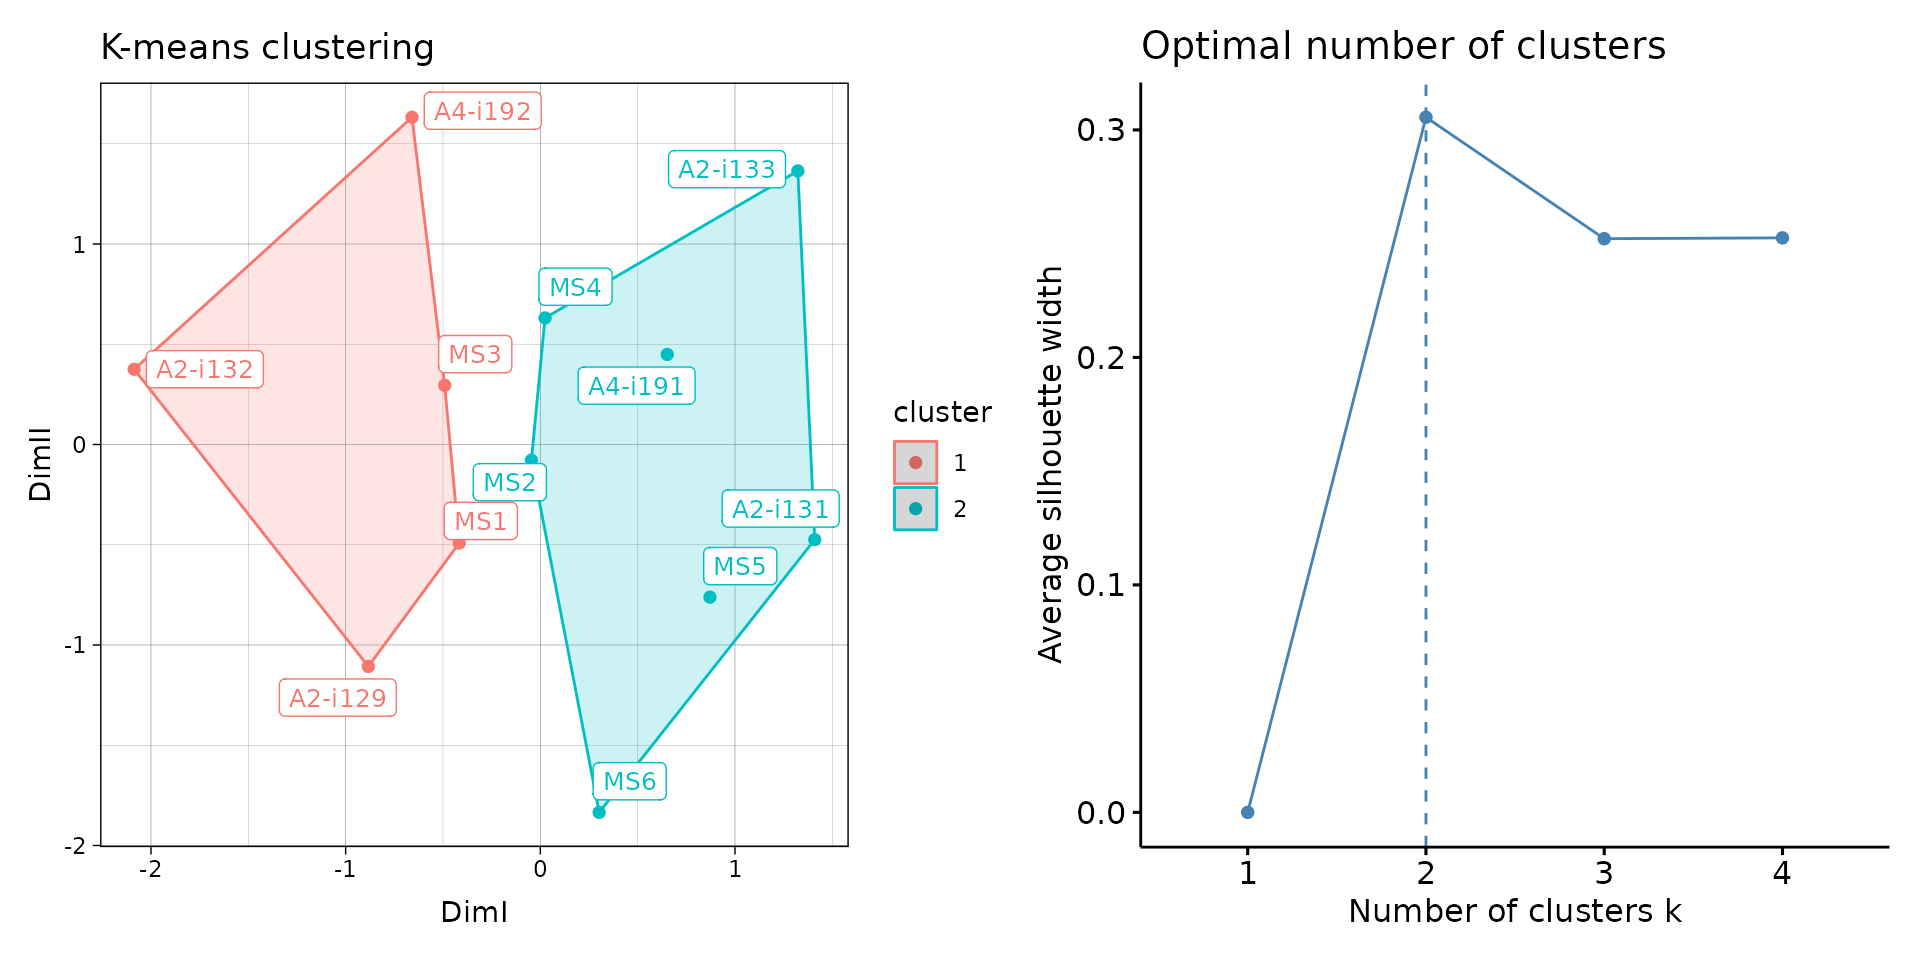 K-means clustering
A4-i192
A2-i133
MS4
MS3
A2-i132
A4-i191
MS2
MS1
A2-i131
MS5
A2-i129
MS6
1
0
-1
-2
-2
-1
0
1
DimI
DimII
cluster
1
2
Optimal number of clusters
0.3
0.2
0.1
0.0
Average silhouette width
1
2
3
4
Number of clusters k